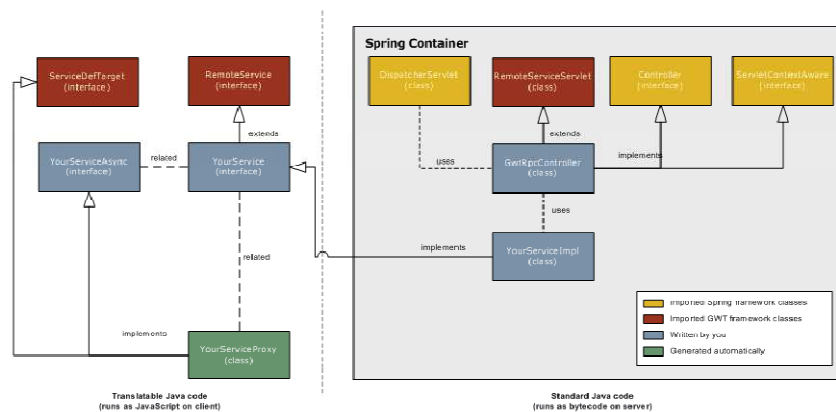 Spring Container
ServiceDefTarget
(interface)
RemoteService
(interface)
DispatcherServlet
(class)
RemoteServiceServlet
(class)
Controller
(interface)
ServletContextAware
(interface)
extends
extends
YourServiceAsync
(interface)
related
YourService
(interface)
uses
GwtRpcController
(class)
implements
uses
related
implements
YourServiceImpl
(class)
implements
YourServiceProxy
(class)
Imported Spring framework classes
Imported GWT framework classes
Written by you
Generated automatically
Translatable Java code
(runs as JavaScript on client)
Standard Java code
(runs as bytecode on server)